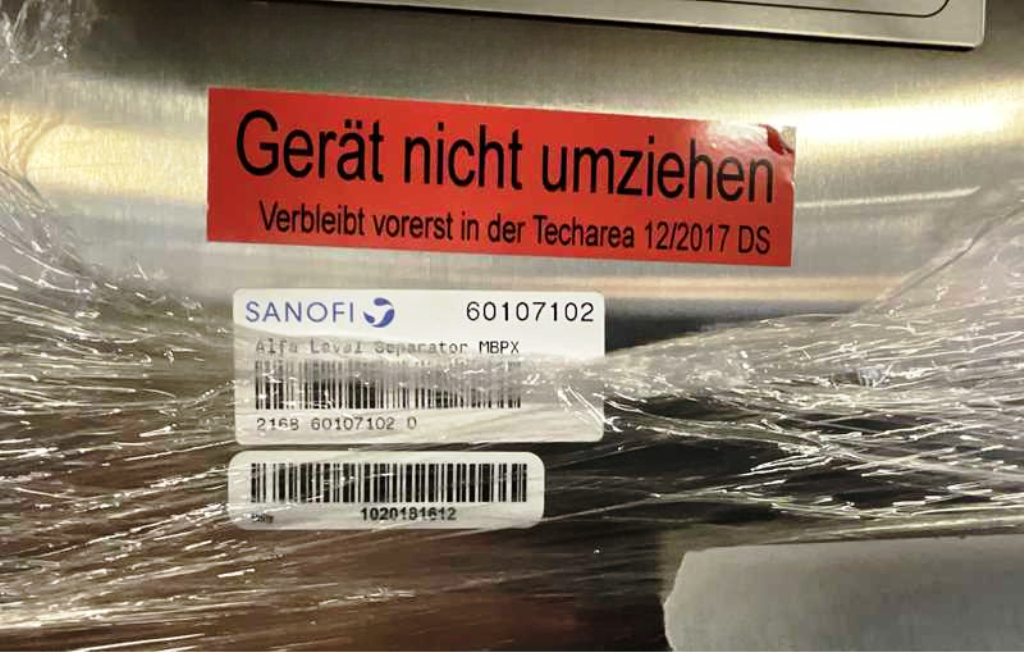 Gerät nicht umziehen
Verbleibt vorerst in der Techarea 12/2017 DS
SANOFI 60107102
Alfa Laval Separator MBPX
2168 60107102 0
1020181612